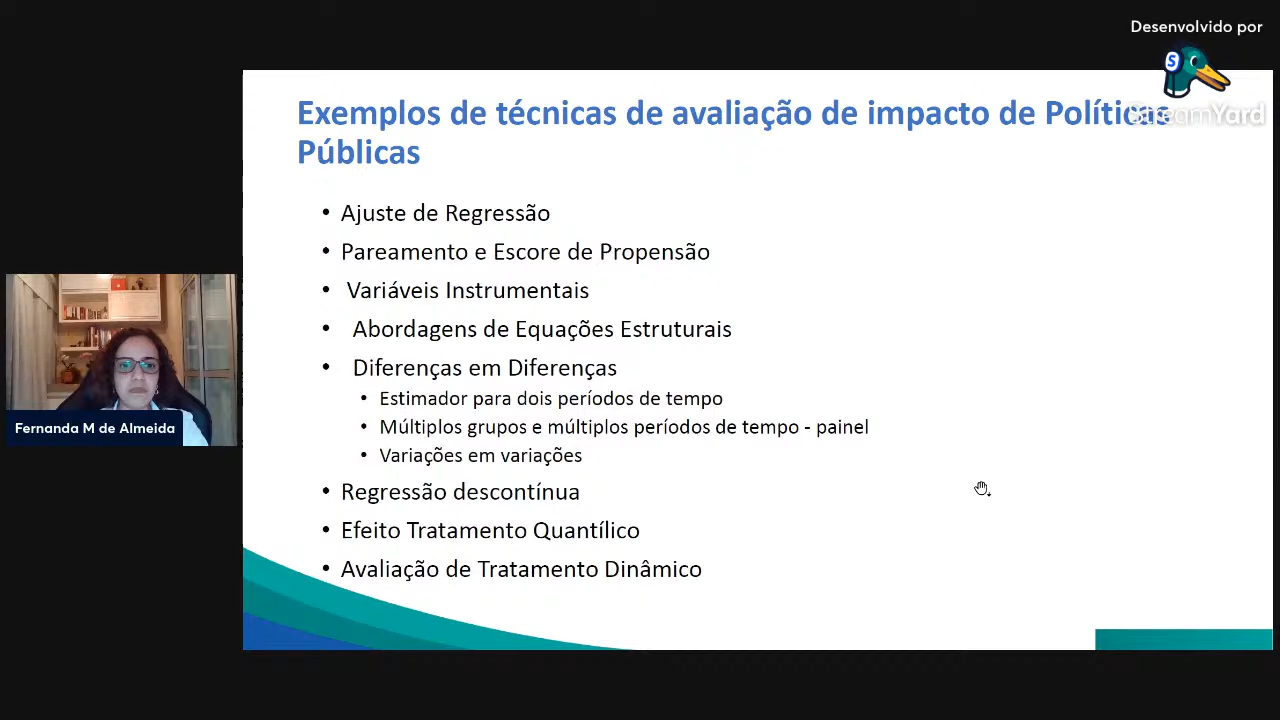 Desenvolvido por
S
StreamYard
Exemplos de técnicas de avaliação de impacto de Políticas
Públicas
• Ajuste de Regressão
• Pareamento e Escore de Propensão
• Variáveis Instrumentais
• Abordagens de Equações Estruturais
• Diferenças em Diferenças
• Estimador para dois períodos de tempo
• Múltiplos grupos e múltiplos períodos de tempo - painel
• Variações em variações
• Regressão descontínua
• Efeito Tratamento Quantílico
• Avaliação de Tratamento Dinâmico
Fernanda M de Almeida